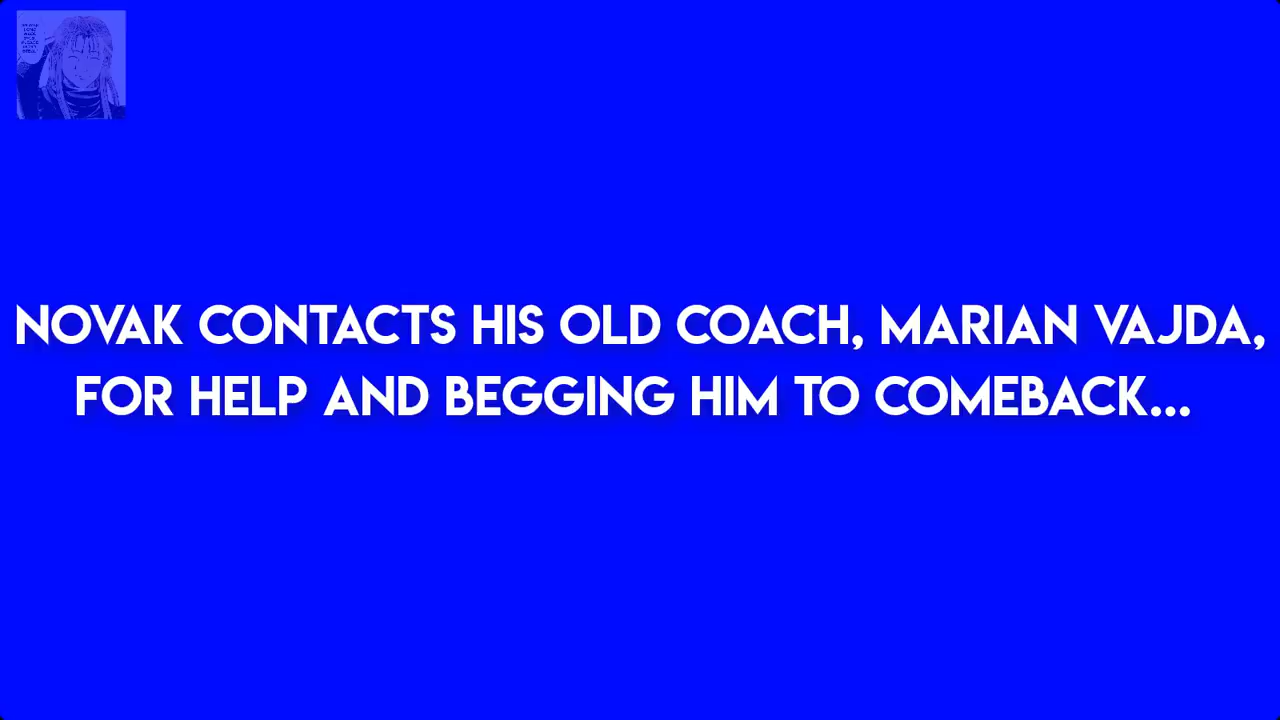 NOVAK CONTACTS HIS OLD COACH, MARIAN VAJDA,
FOR HELP AND BEGGING HIM TO COMEBACK...